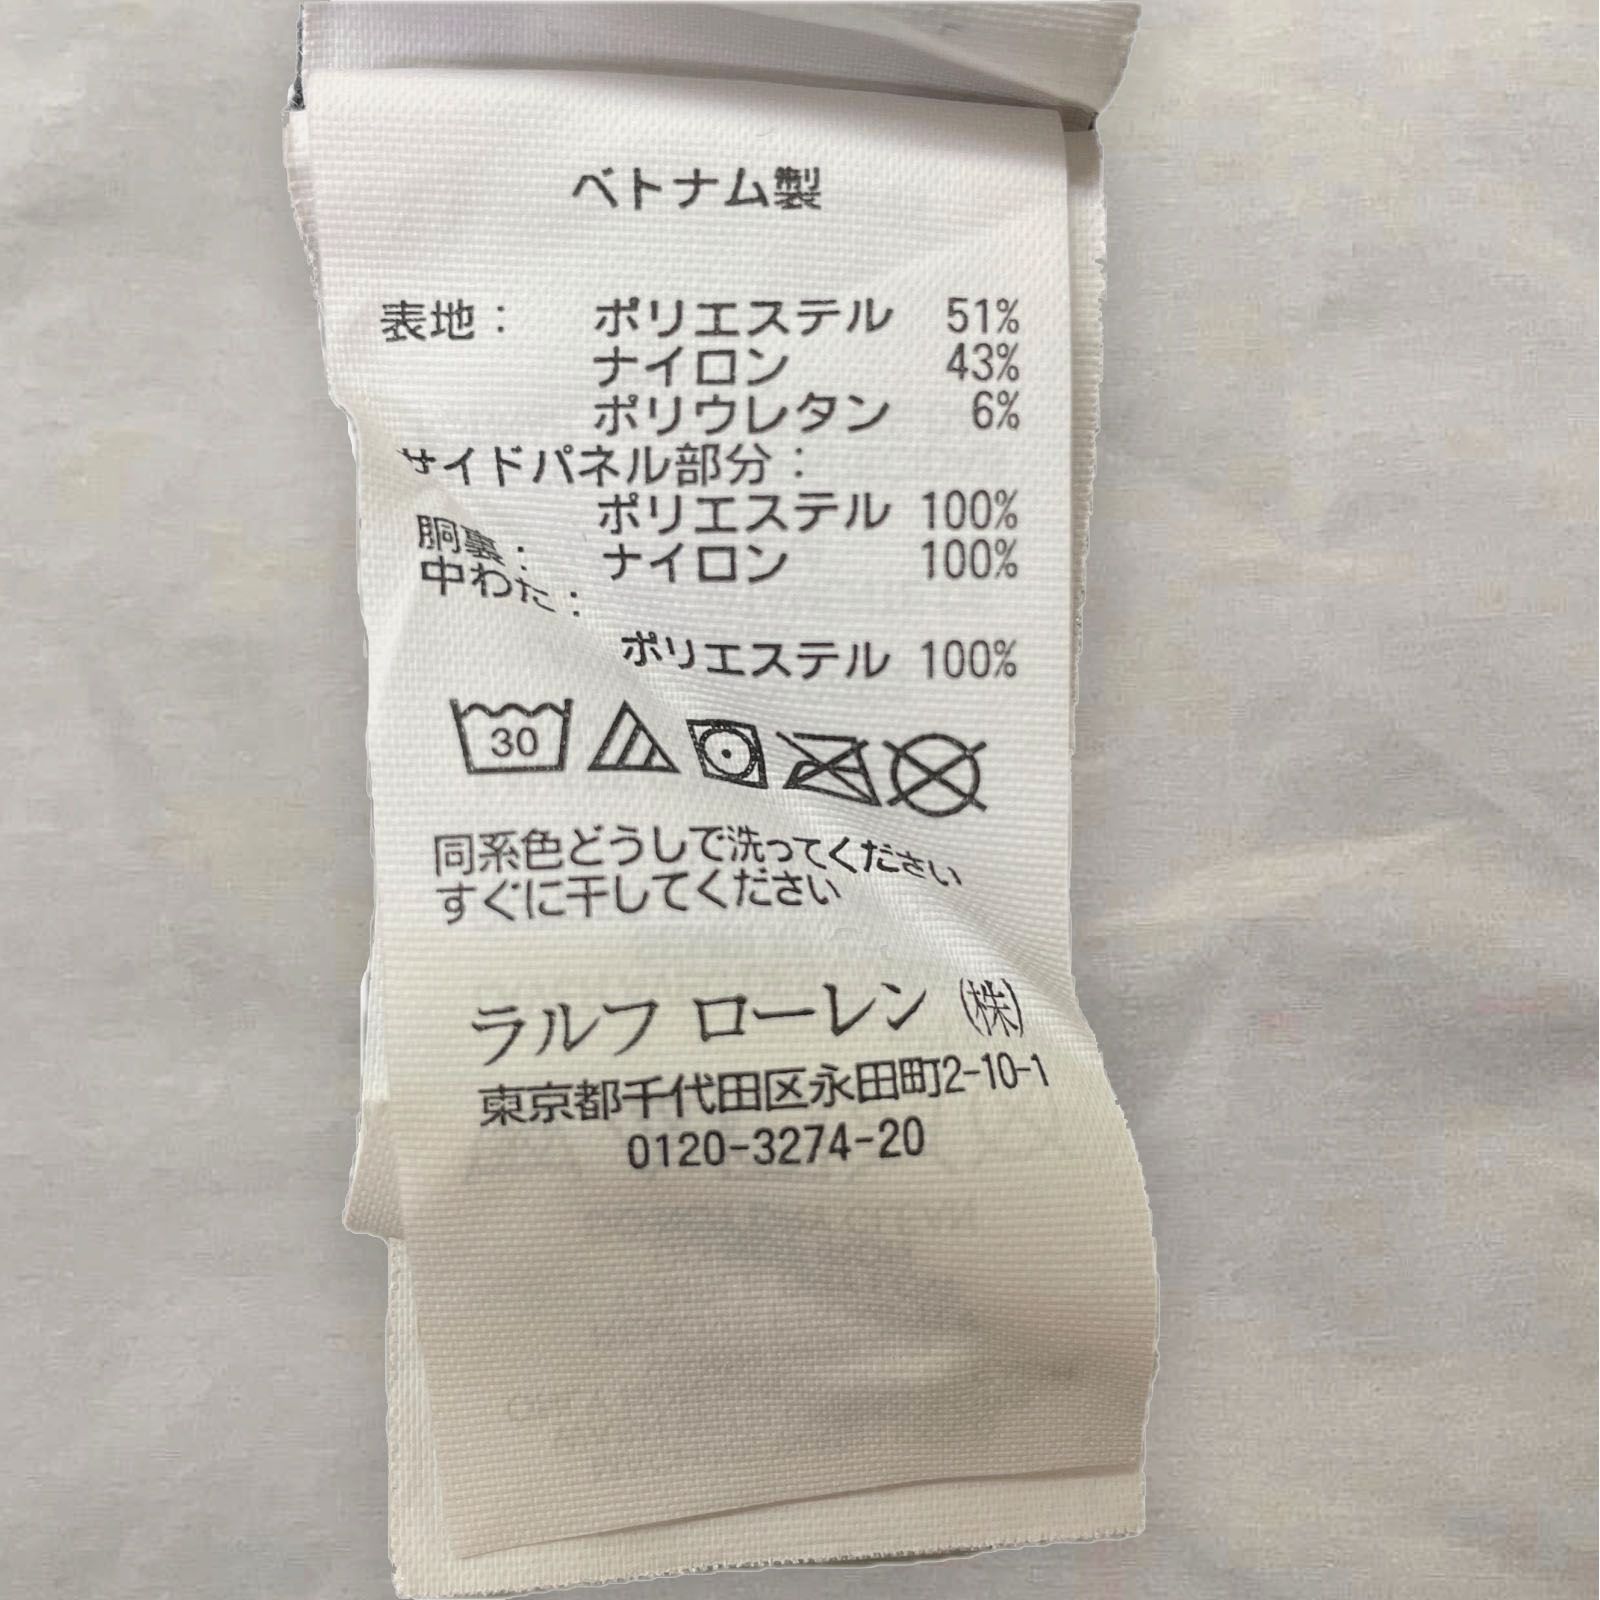 ベトナム製
表地： ポリエステル 51%
ナイロン 43%
ポリウレタン 6%
サイドパネル部分：
ポリエステル 100%
胴裏： ナイロン 100%
中わた：
ポリエステル 100%
30
同系色どうしで洗ってください
すぐに干してください
ラルフ ローレン (株)
東京都千代田区永田町2-10-1
0120-3274-20